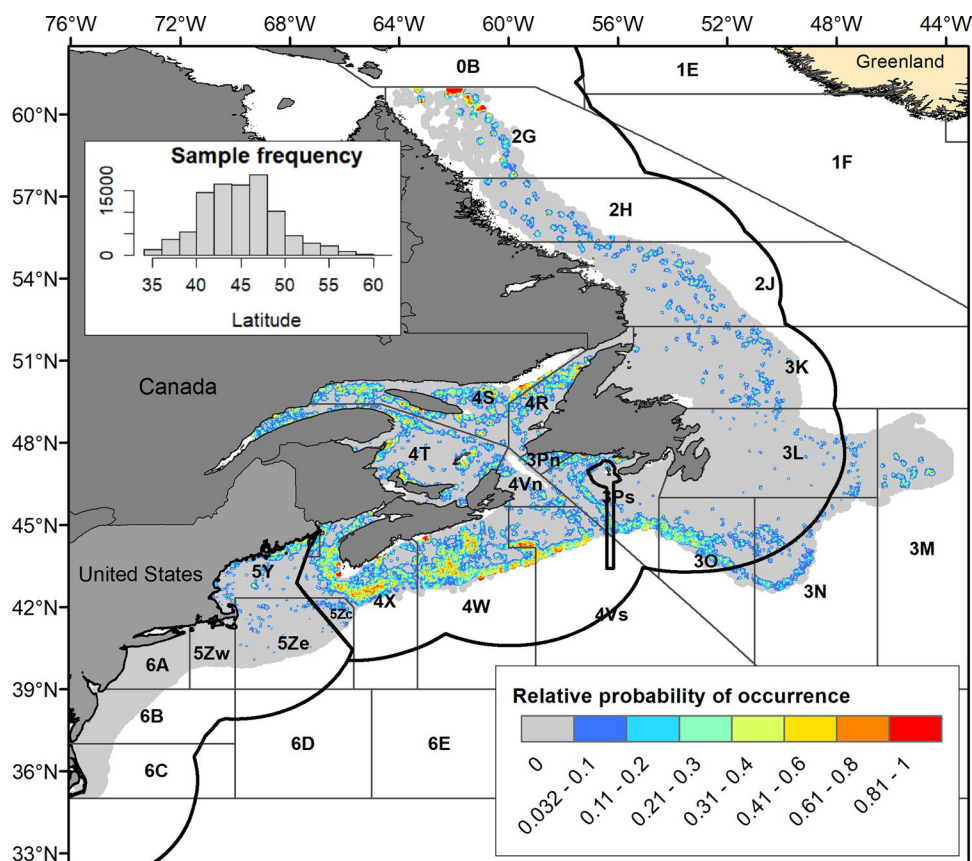 76°W 72°W 68°W 64°W 60°W 56°W 52°W 48°W 44°W
Greenland
0B 1E
60°N
2G
1F
Sample frequency
15000
0
35 40 45 50 55 60
Latitude
57°N
2H
54°N
2J
51°N
3K
Canada
4S 4R
48°N
4T 3Pn 3L
4Vn 3Ps
45°N
United States
5Y 3O 3M
3N
42°N
5Zc 4X 4W 4Vs
6A 5Zw 5Ze
39°N
6B
6D 6E
36°N
6C
33°N
Relative probability of occurrence
0
0.032 - 0.1
0.11 - 0.2
0.21 - 0.3
0.31 - 0.4
0.41 - 0.6
0.61 - 0.8
0.81 - 1